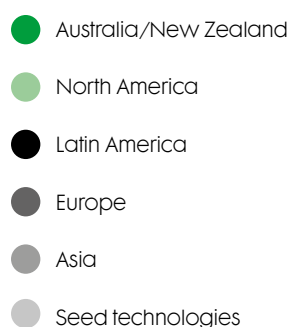 Australia/New Zealand
North America
Latin America
Europe
Asia
Seed technologies